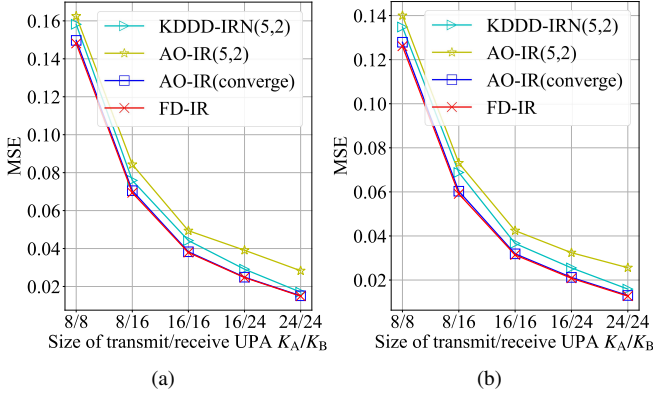 MSE
0.16
0.14
0.12
0.10
0.08
0.06
0.04
0.02
KDDD-IRN(5,2)
AO-IR(5,2)
AO-IR(converge)
FD-IR
8/8 8/16 16/16 16/24 24/24
Size of transmit/receive UPA K_A/K_B
(a)
MSE
0.14
0.12
0.10
0.08
0.06
0.04
0.02
KDDD-IRN(5,2)
AO-IR(5,2)
AO-IR(converge)
FD-IR
8/8 8/16 16/16 16/24 24/24
Size of transmit/receive UPA K_A/K_B
(b)